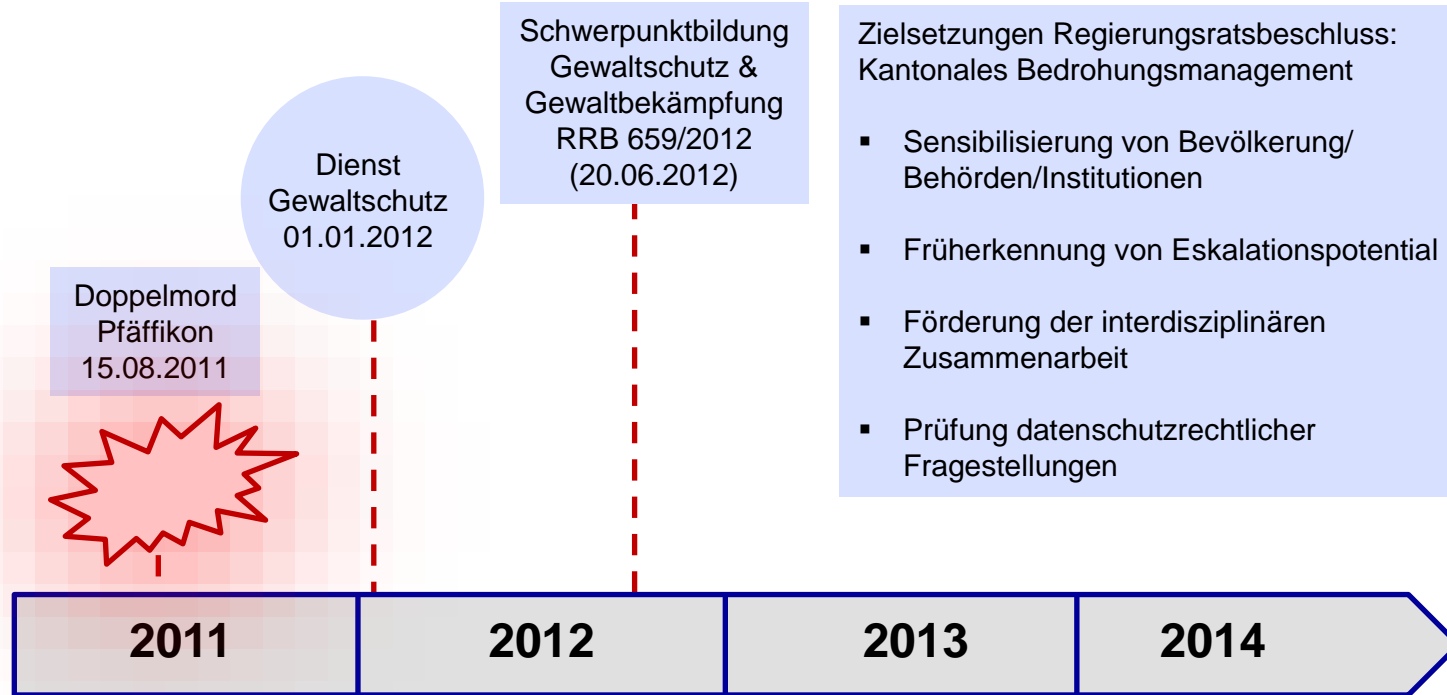 Doppelmord
Pfäffikon
15.08.2011
Dienst
Gewaltschutz
01.01.2012
Schwerpunktbildung
Gewaltschutz &
Gewaltbekämpfung
RRB 659/2012
(20.06.2012)
Zielsetzungen Regierungsratsbeschluss:
Kantonales Bedrohungsmanagement
▪ Sensibilisierung von Bevölkerung/
Behörden/Institutionen
▪ Früherkennung von Eskalationspotential
▪ Förderung der interdisziplinären
Zusammenarbeit
▪ Prüfung datenschutzrechtlicher
Fragestellungen
2011 2012 2013 2014